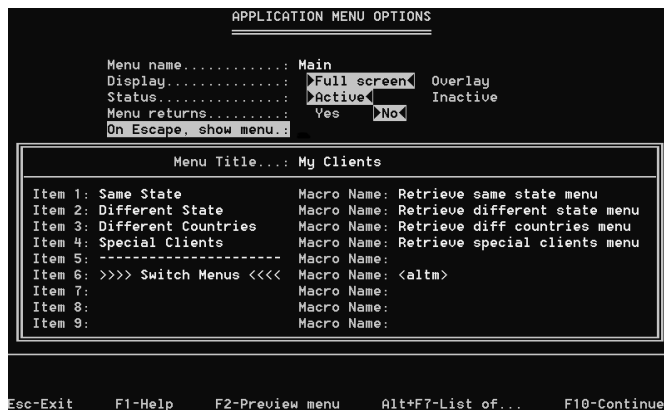 APPLICATION MENU OPTIONS
Menu name............: Main
Display..............: ►Full screen◄ Overlay
Status...............: ►Active◄ Inactive
Menu returns.........: Yes ►No◄
On Escape, show menu.:
Menu Title...: My Clients
Item 1: Same State Macro Name: Retrieve same state menu
Item 2: Different State Macro Name: Retrieve different state menu
Item 3: Different Countries Macro Name: Retrieve diff countries menu
Item 4: Special Clients Macro Name: Retrieve special clients menu
Item 5: ---------------------- Macro Name:
Item 6: >>>> Switch Menus <<<< Macro Name: <altm>
Item 7: Macro Name:
Item 8: Macro Name:
Item 9: Macro Name:
Esc-Exit F1-Help F2-Preview menu Alt+F7-List of... F10-Continue